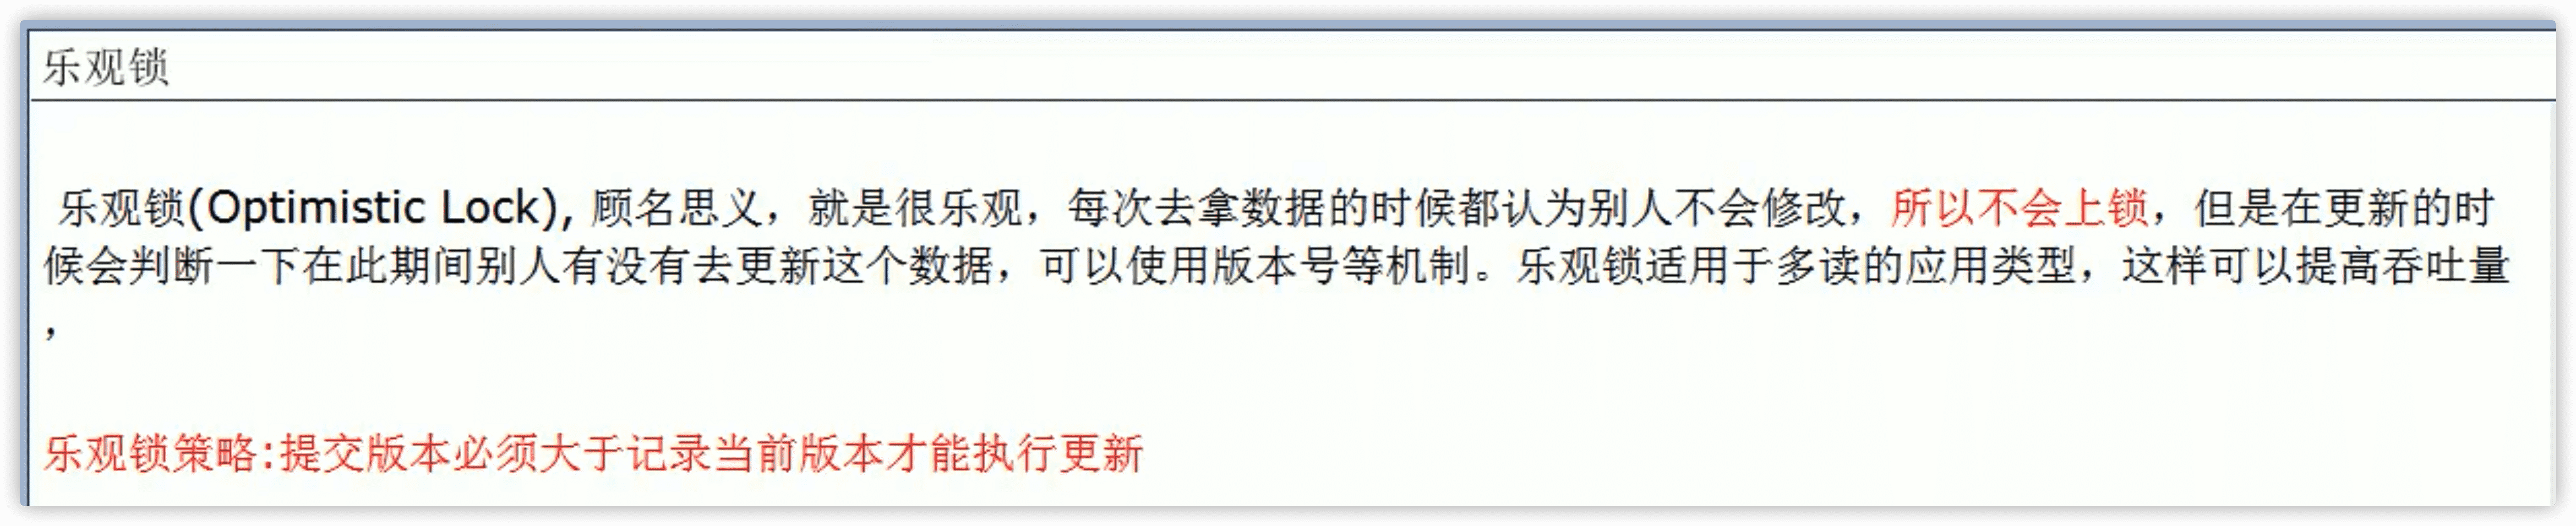 乐观锁
乐观锁(Optimistic Lock), 顾名思义，就是很乐观，每次去拿数据的时候都认为别人不会修改，所以不会上锁，但是在更新的时
候会判断一下在此期间别人有没有去更新这个数据，可以使用版本号等机制。乐观锁适用于多读的应用类型，这样可以提高吞吐量
，
乐观锁策略:提交版本必须大于记录当前版本才能执行更新